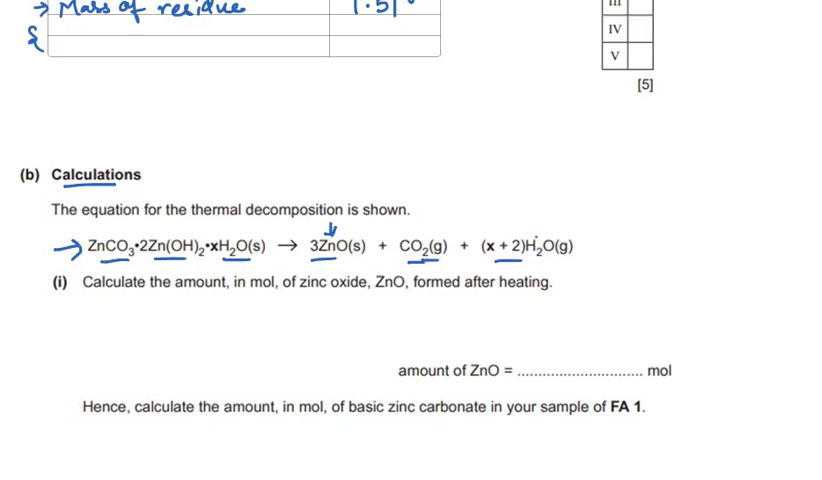 → Mass of residue 1.51
III
IV
V
[5]
(b) Calculations
The equation for the thermal decomposition is shown.
→ ZnCO₃•2Zn(OH)₂•xH₂O(s) → 3ZnO(s) + CO₂(g) + (x + 2)H₂O(g)
(i) Calculate the amount, in mol, of zinc oxide, ZnO, formed after heating.
amount of ZnO = .............................. mol
Hence, calculate the amount, in mol, of basic zinc carbonate in your sample of FA 1.